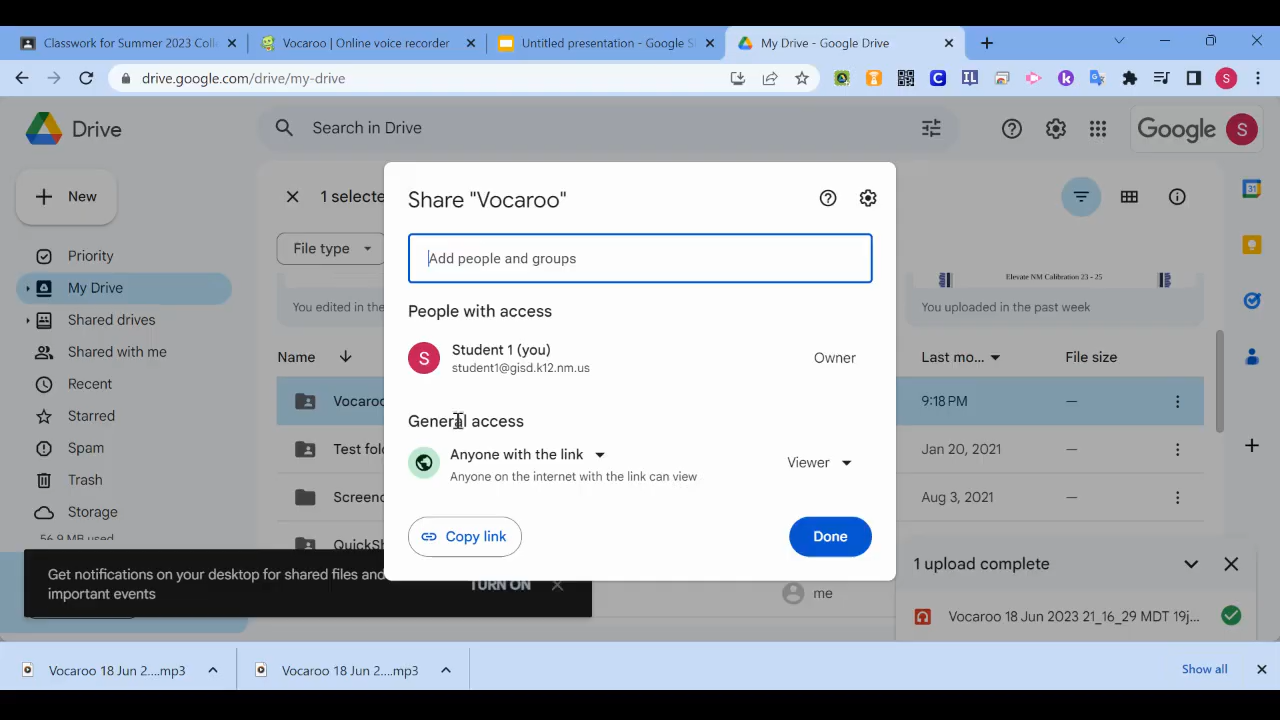 Classwork for Summer 2023 Coll
Vocaroo | Online voice recorder
Untitled presentation - Google S
My Drive - Google Drive
drive.google.com/drive/my-drive
Drive
Search in Drive
Google
S
New
1 selecte
Share "Vocaroo"
File type
Add people and groups
Elevate NM Calibration 23 - 25
You edited in the
You uploaded in the past week
Priority
My Drive
Shared drives
Shared with me
Recent
Starred
Spam
Trash
Storage
56.9 MB used
People with access
S
Student 1 (you)
student1@gisd.k12.nm.us
Owner
Name
Last mo...
File size
Vocaroo
9:18 PM
—
Test fold
Jan 20, 2021
—
Screenc
Aug 3, 2021
—
QuickSh
General access
Anyone with the link
Anyone on the internet with the link can view
Viewer
Copy link
Done
Get notifications on your desktop for shared files and
important events
TURN ON
me
1 upload complete
Vocaroo 18 Jun 2023 21_16_29 MDT 19j...
Vocaroo 18 Jun 2....mp3
Vocaroo 18 Jun 2....mp3
Show all